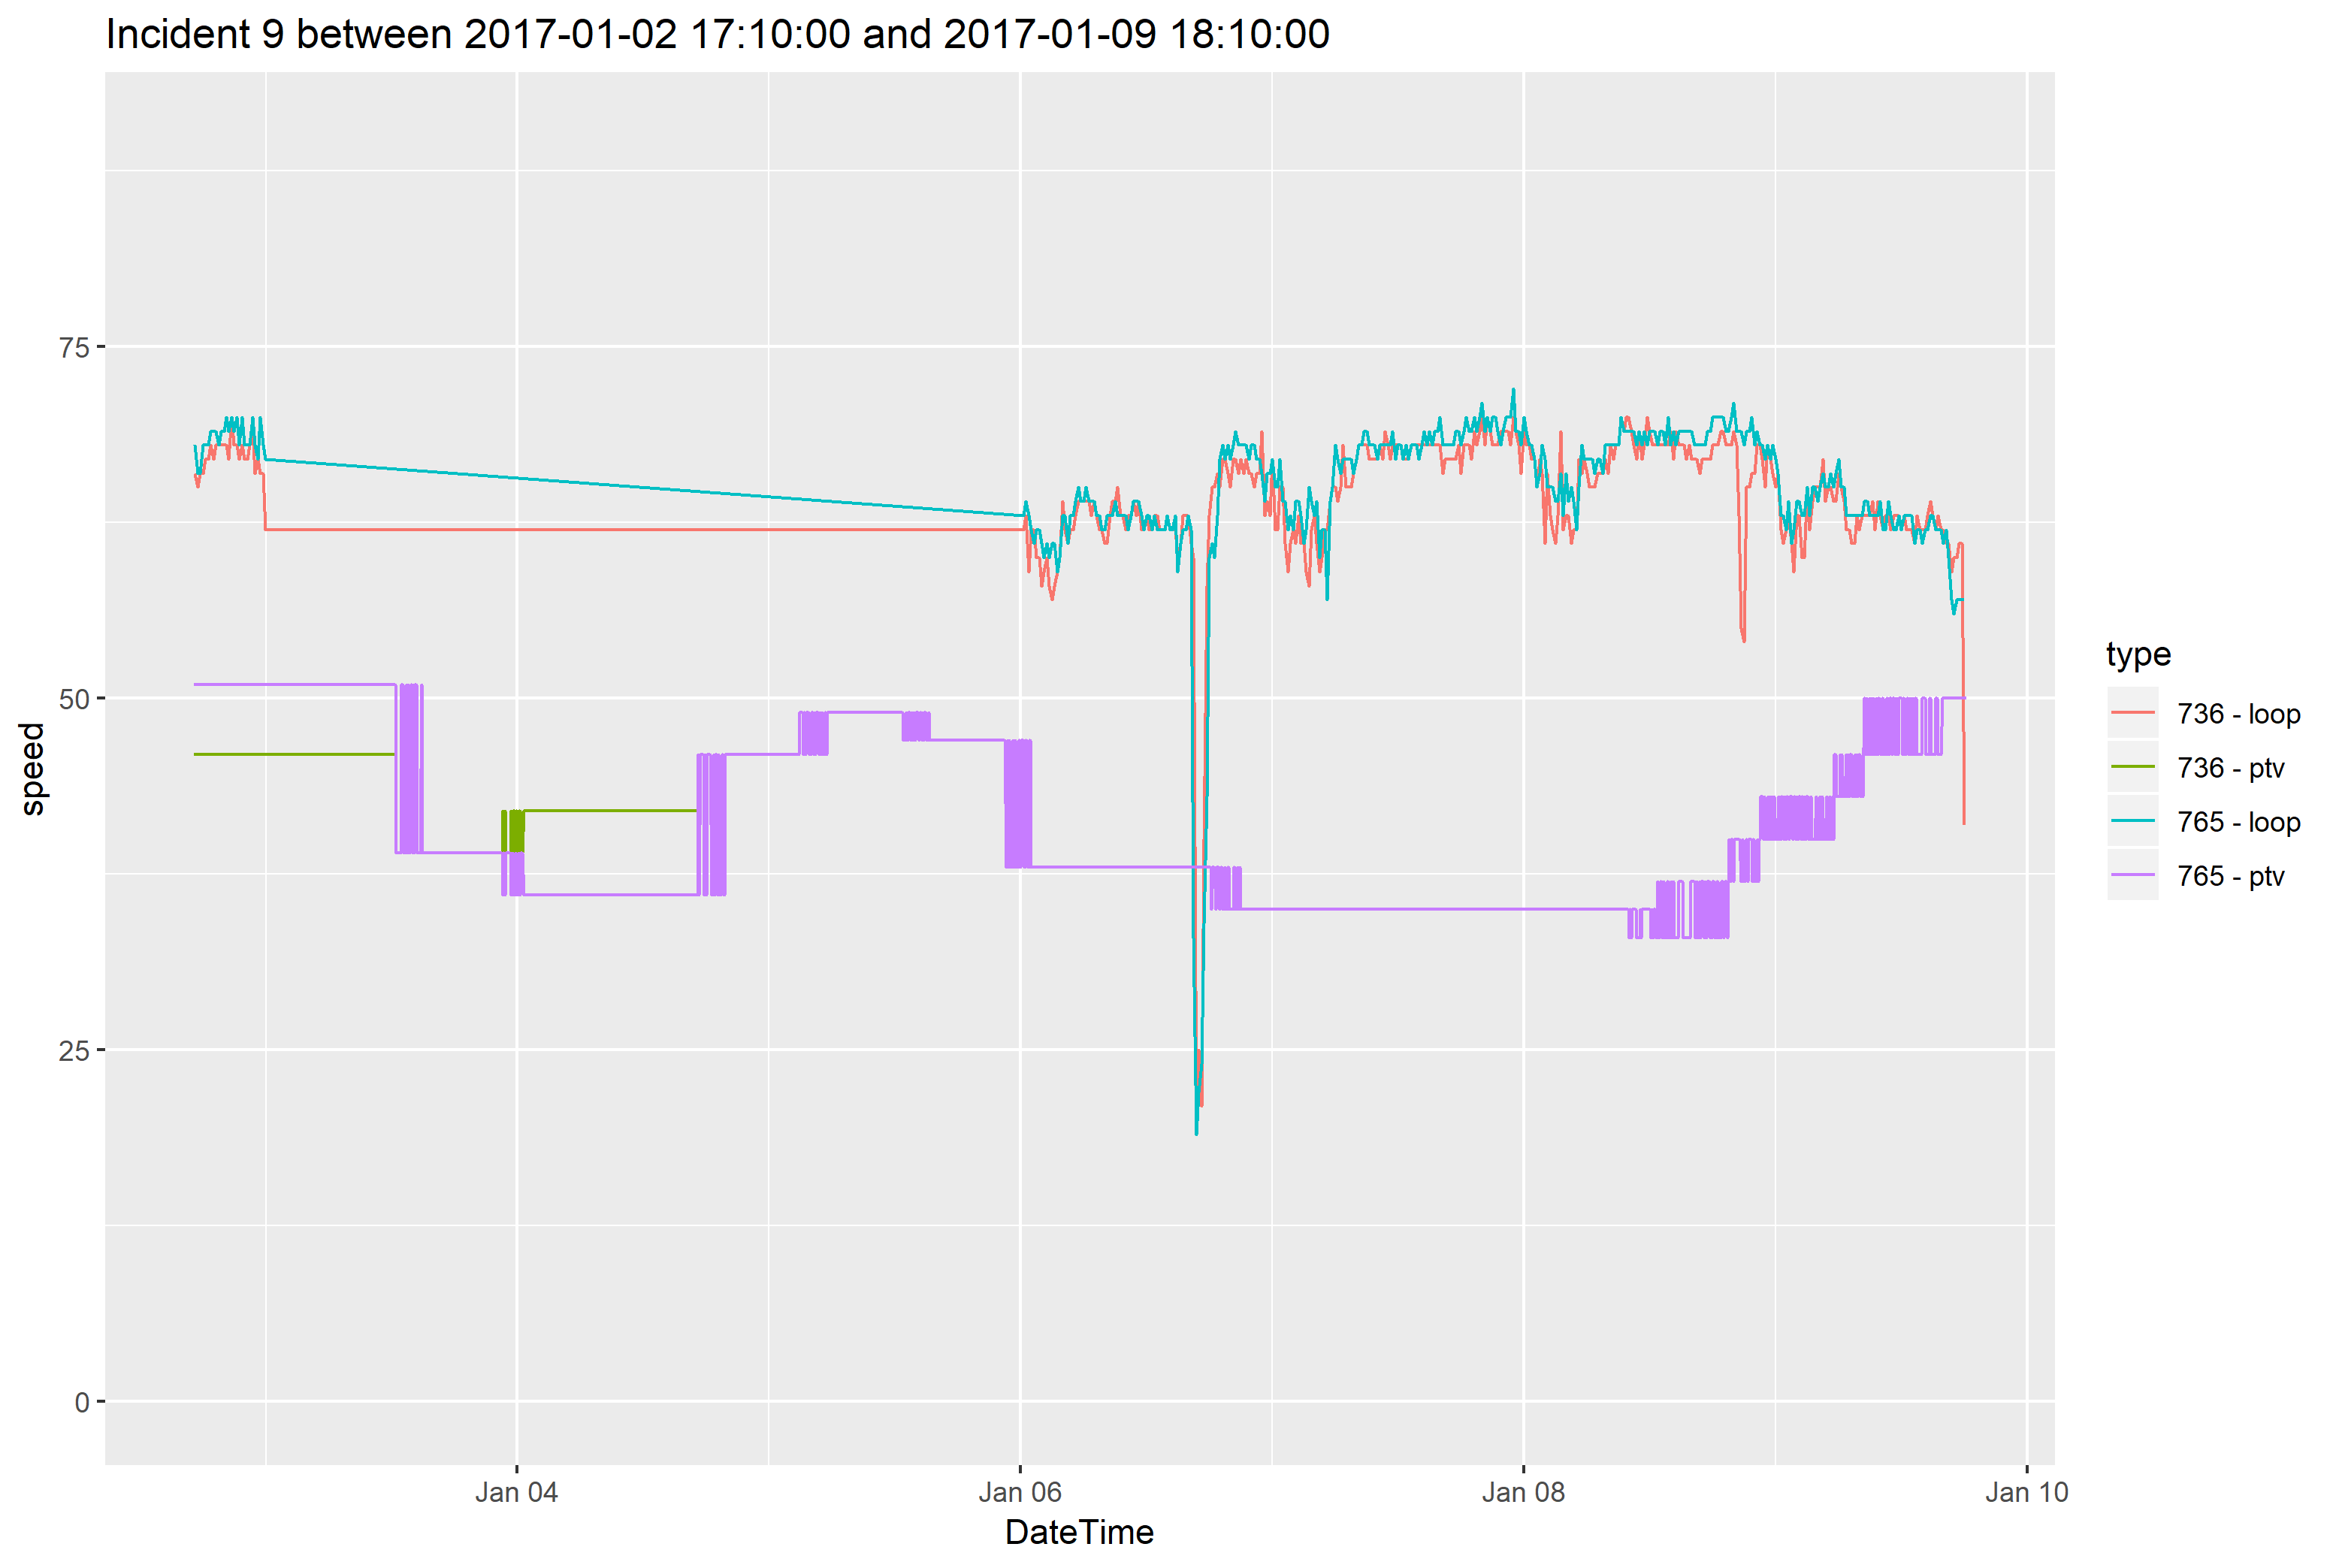 Incident 9 between 2017-01-02 17:10:00 and 2017-01-09 18:10:00
75
50
25
0
speed
Jan 04
Jan 06
Jan 08
Jan 10
DateTime
type
736 - loop
736 - ptv
765 - loop
765 - ptv